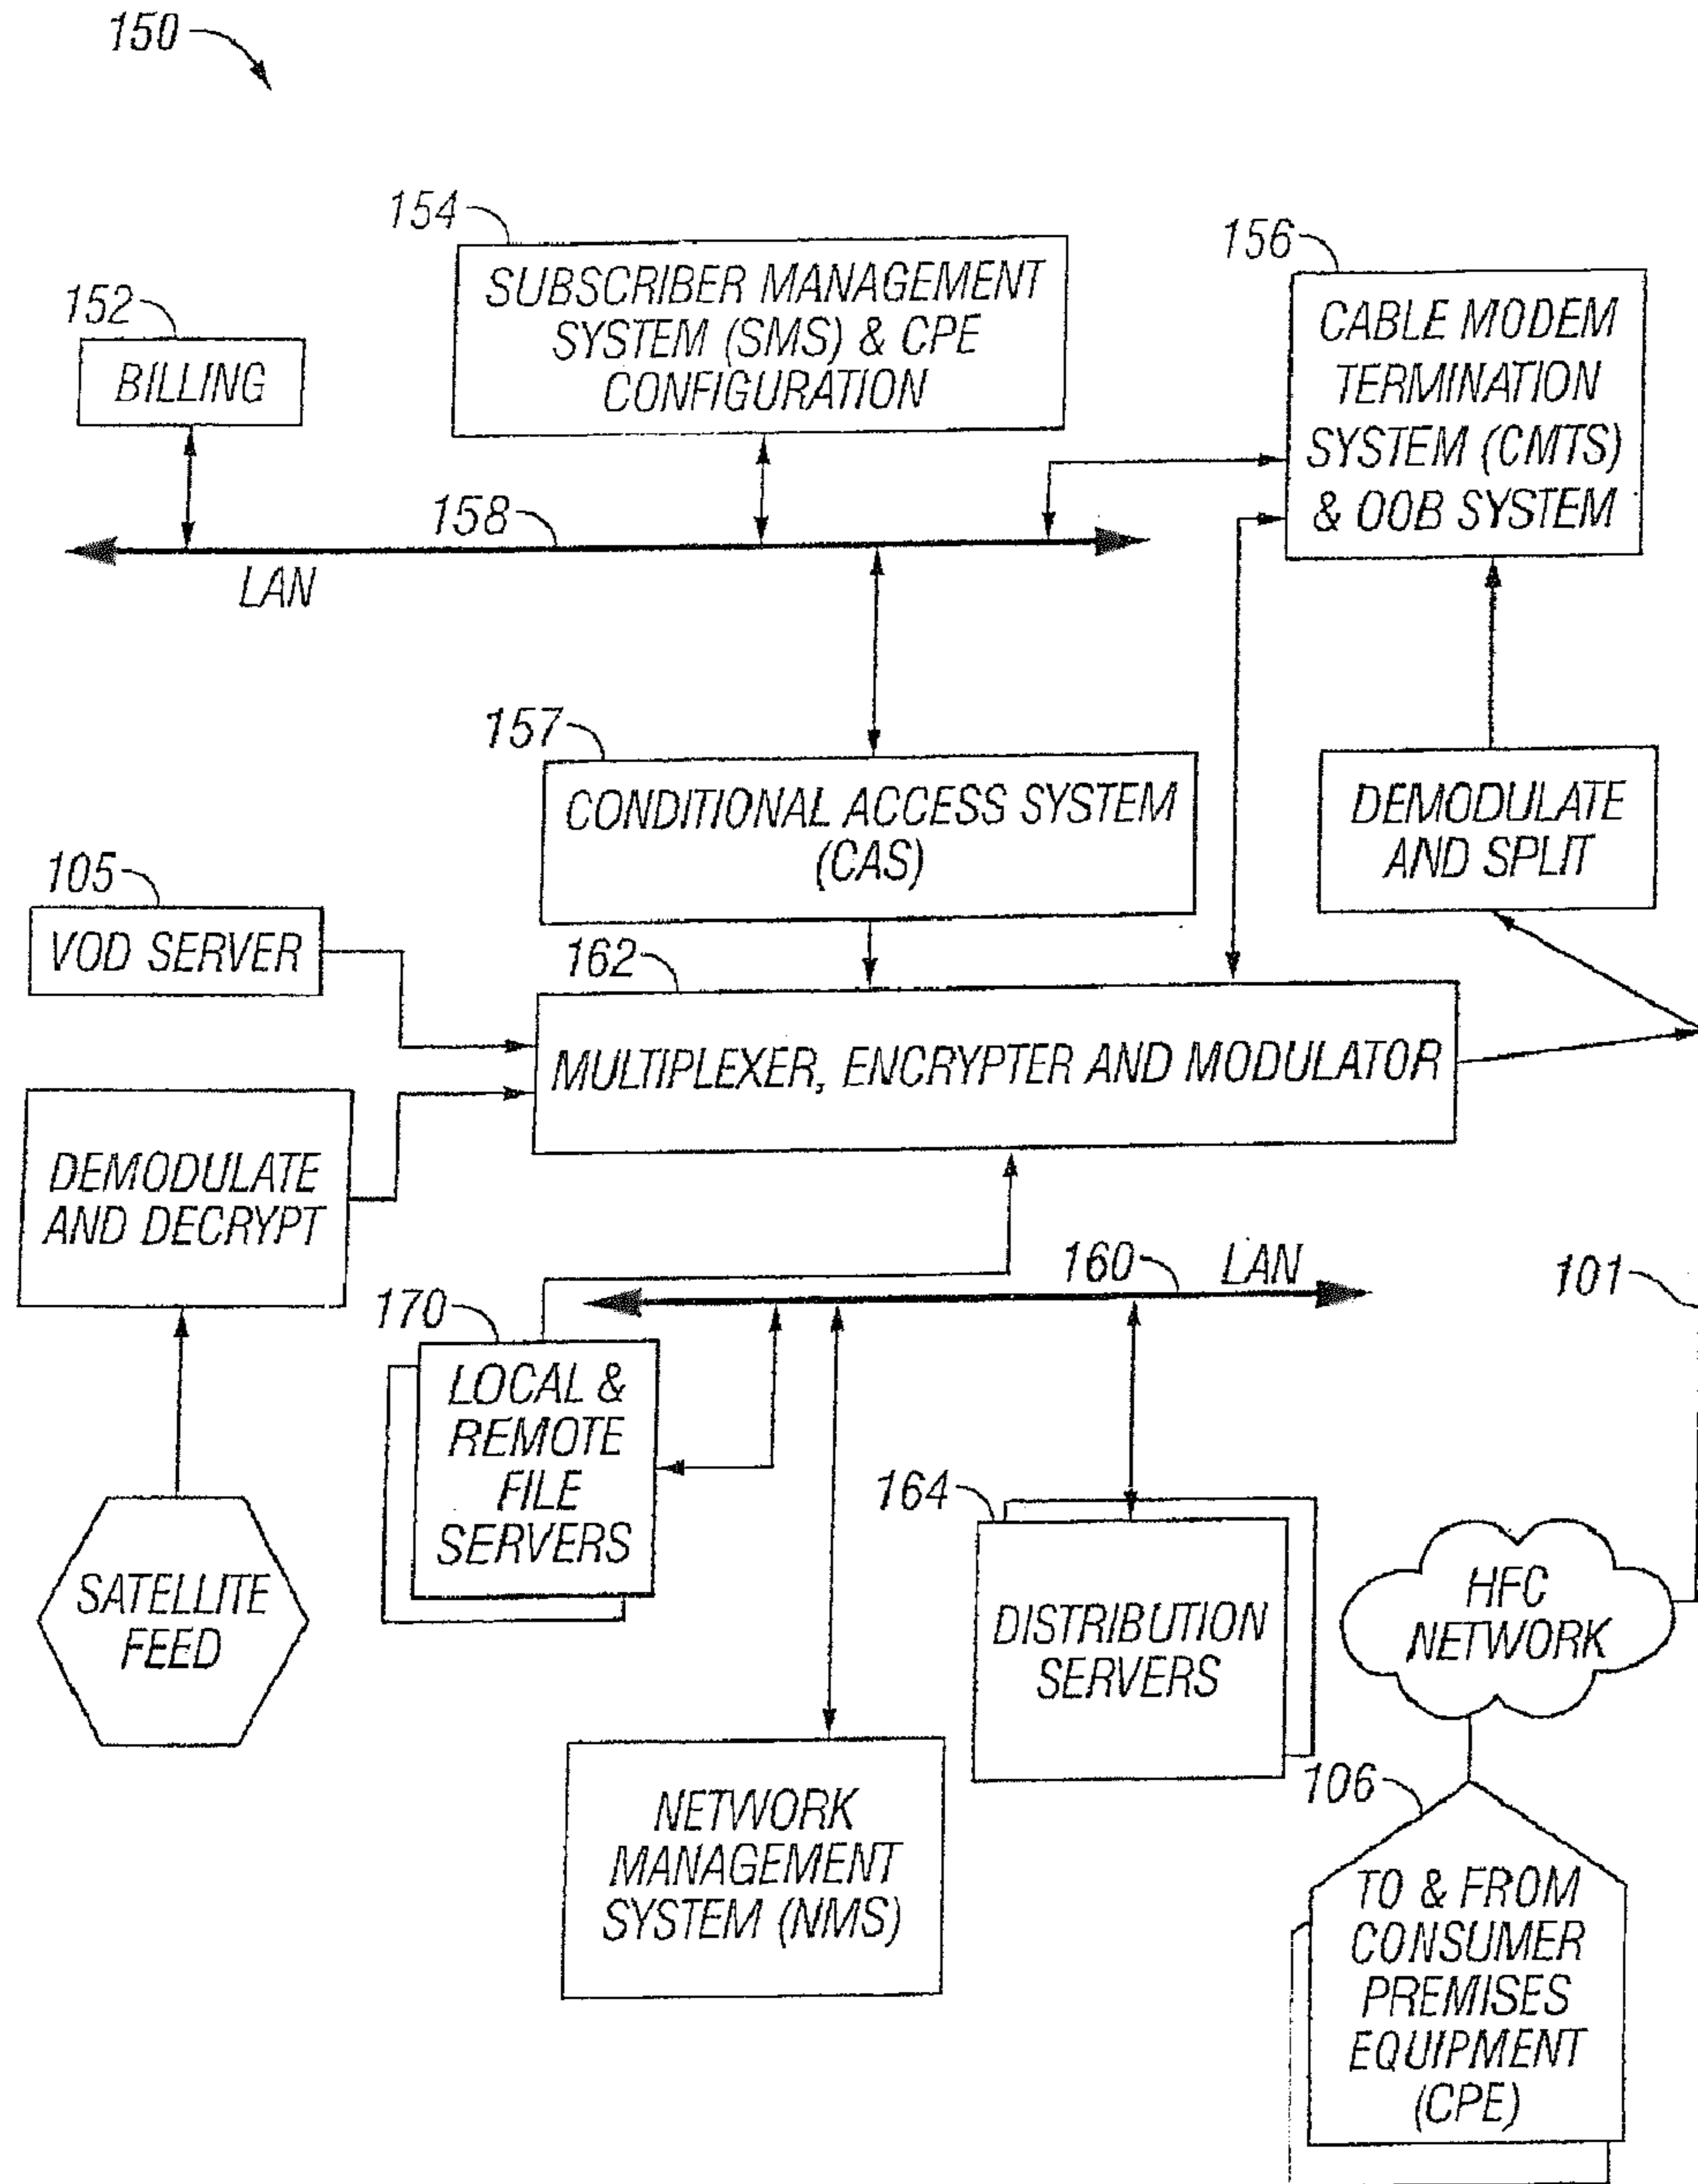 150
154
SUBSCRIBER MANAGEMENT
SYSTEM (SMS) & CPE
CONFIGURATION
156
CABLE MODEM
TERMINATION
SYSTEM (CMTS)
& OOB SYSTEM
152
BILLING
158
LAN
157
CONDITIONAL ACCESS SYSTEM
(CAS)
DEMODULATE
AND SPLIT
105
VOD SERVER
162
MULTIPLEXER, ENCRYPTER AND MODULATOR
DEMODULATE
AND DECRYPT
160
LAN
101
170
LOCAL &
REMOTE
FILE
SERVERS
164
DISTRIBUTION
SERVERS
HFC
NETWORK
SATELLITE
FEED
NETWORK
MANAGEMENT
SYSTEM (NMS)
106
TO & FROM
CONSUMER
PREMISES
EQUIPMENT
(CPE)